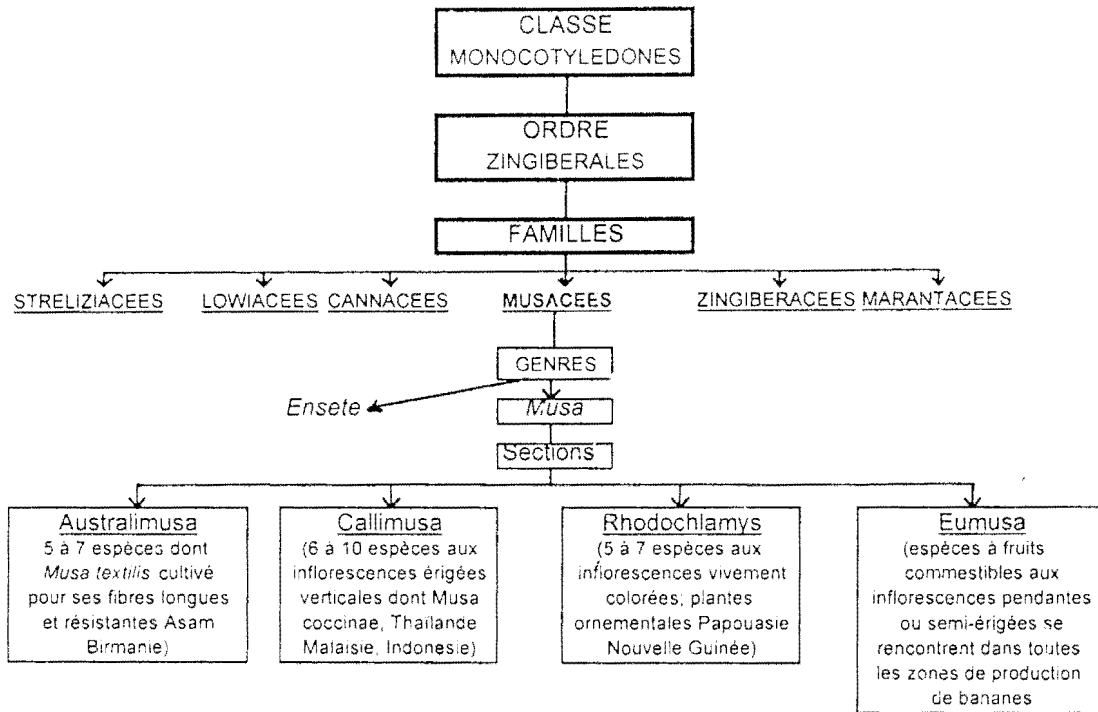 CLASSE
MONOCOTYLEDONES
ORDRE
ZINGIBERALES
FAMILLES
STRELIZIACEES LOWIACEES CANNACEES MUSACEES ZINGIBERACEES MARANTACEES
GENRES
Ensete
Musa
Sections
Australimusa
5 à 7 espèces dont
Musa textilis cultivé
pour ses fibres longues
et résistantes Asam
Birmanie)
Callimusa
(6 à 10 espèces aux
inflorescences érigées
verticales dont Musa
coccinae, Thaïlande
Malaisie, Indonesie)
Rhodochlamys
(5 à 7 espèces aux
inflorescences vivement
colorées; plantes
ornementales Papouasie
Nouvelle Guinée)
Eumusa
(espèces à fruits
commestibles aux
inflorescences pendantes
ou semi-érigées se
rencontrent dans toutes
les zones de production
de bananes